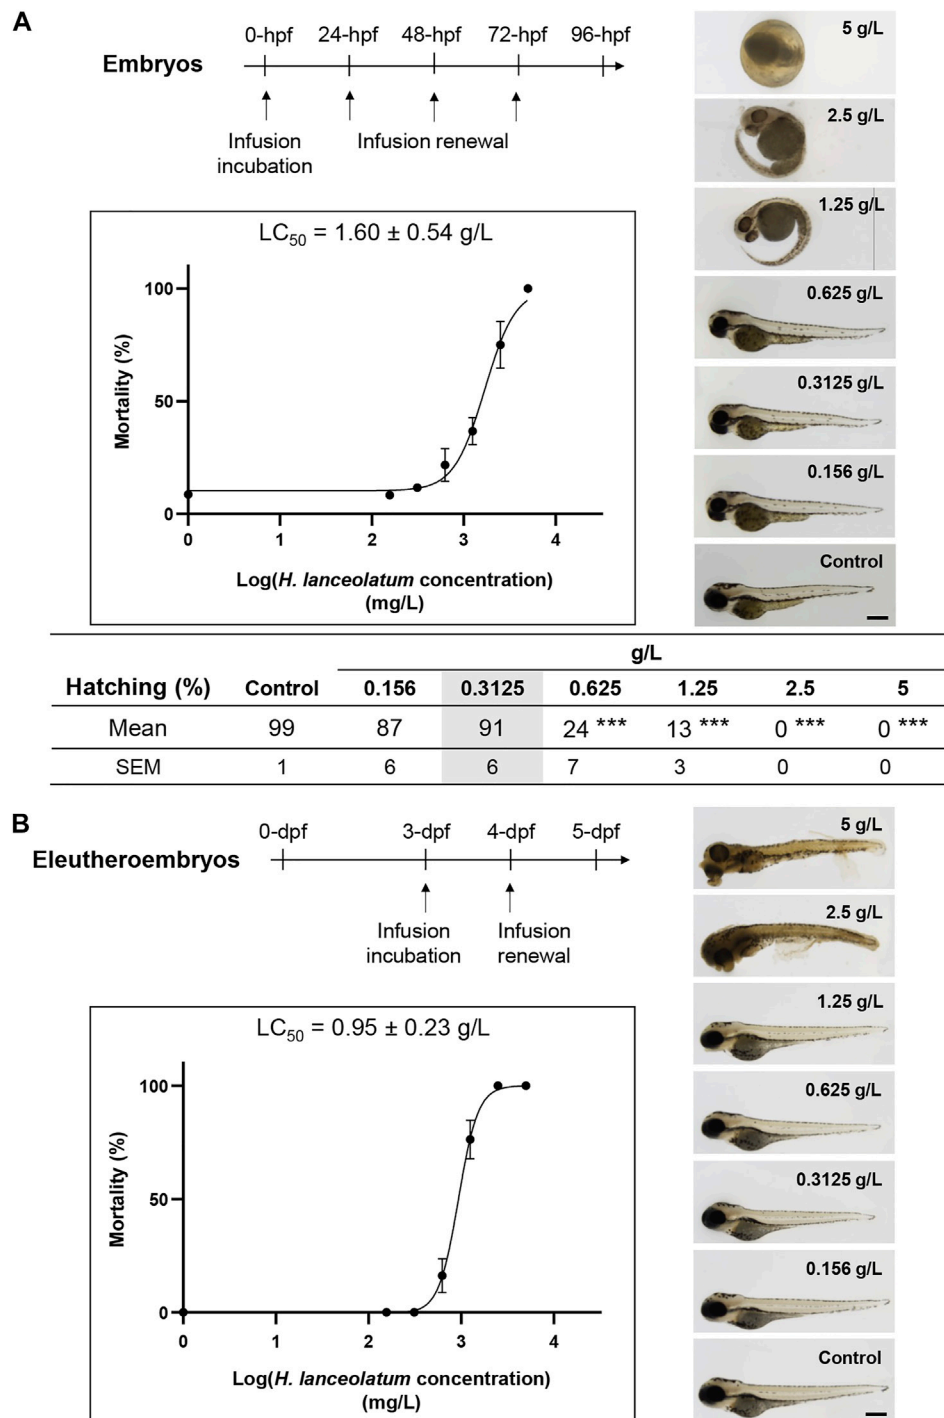 A
0-hpf 24-hpf 48-hpf 72-hpf 96-hpf
Embryos
Infusion incubation
Infusion renewal
LC50 = 1.60 ± 0.54 g/L
Mortality (%)
100
50
0
0 1 2 3 4
Log(H. lanceolatum concentration)
(mg/L)
5 g/L
2.5 g/L
1.25 g/L
0.625 g/L
0.3125 g/L
0.156 g/L
Control
g/L
Hatching (%) Control 0.156 0.3125 0.625 1.25 2.5 5
Mean 99 87 91 24 *** 13 *** 0 *** 0 ***
SEM 1 6 6 7 3 0 0
B
0-dpf 3-dpf 4-dpf 5-dpf
Eleutheroembryos
Infusion incubation
Infusion renewal
LC50 = 0.95 ± 0.23 g/L
Mortality (%)
100
50
0
0 1 2 3 4
Log(H. lanceolatum concentration)
(mg/L)
5 g/L
2.5 g/L
1.25 g/L
0.625 g/L
0.3125 g/L
0.156 g/L
Control